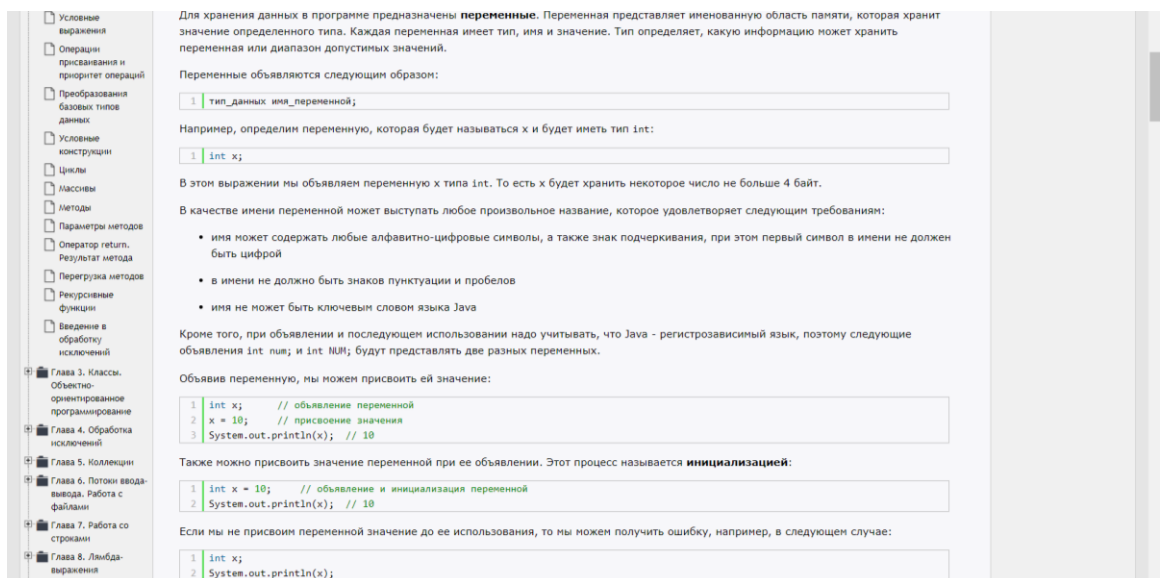 Условные
выражения
Операции
присваивания и
приоритет операций
Преобразования
базовых типов
данных
Условные
конструкции
Циклы
Массивы
Методы
Параметры методов
Оператор return.
Результат метода
Перегрузка методов
Рекурсивные
функции
Введение в
обработку
исключений
Глава 3. Классы.
Объектно-
ориентированное
программирование
Глава 4. Обработка
исключений
Глава 5. Коллекции
Глава 6. Потоки ввода-
вывода. Работа с
файлами
Глава 7. Работа со
строками
Глава 8. Лямбда-
выражения
Для хранения данных в программе предназначены переменные. Переменная представляет именованную область памяти, которая хранит
значение определенного типа. Каждая переменная имеет тип, имя и значение. Тип определяет, какую информацию может хранить
переменная или диапазон допустимых значений.
Переменные объявляются следующим образом:
1 тип_данных имя_переменной;
Например, определим переменную, которая будет называться x и будет иметь тип int:
1 int x;
В этом выражении мы объявляем переменную x типа int. То есть x будет хранить некоторое число не больше 4 байт.
В качестве имени переменной может выступать любое произвольное название, которое удовлетворяет следующим требованиям:
• имя может содержать любые алфавитно-цифровые символы, а также знак подчеркивания, при этом первый символ в имени не должен
быть цифрой
• в имени не должно быть знаков пунктуации и пробелов
• имя не может быть ключевым словом языка Java
Кроме того, при объявлении и последующем использовании надо учитывать, что Java - регистрозависимый язык, поэтому следующие
объявления int num; и int NUM; будут представлять две разных переменных.
Объявив переменную, мы можем присвоить ей значение:
1 int x; // объявление переменной
2 x = 10; // присвоение значения
3 System.out.println(x); // 10
Также можно присвоить значение переменной при ее объявлении. Этот процесс называется инициализацией:
1 int x = 10; // объявление и инициализация переменной
2 System.out.println(x); // 10
Если мы не присвоим переменной значение до ее использования, то мы можем получить ошибку, например, в следующем случае:
1 int x;
2 System.out.println(x);